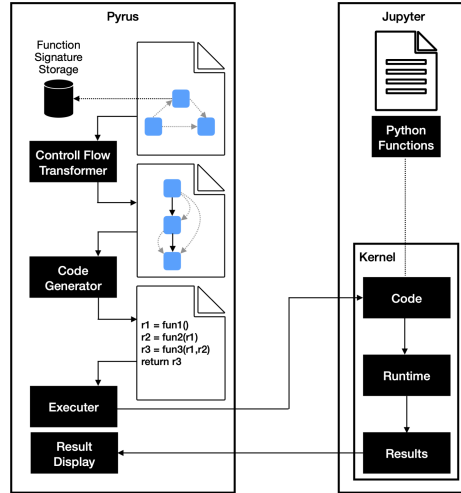 Pyrus
Function
Signature
Storage
Controll Flow
Transformer
Code
Generator
r1 = fun1()
r2 = fun2(r1)
r3 = fun3(r1,r2)
return r3
Executer
Result
Display
Jupyter
Python
Functions
Kernel
Code
Runtime
Results